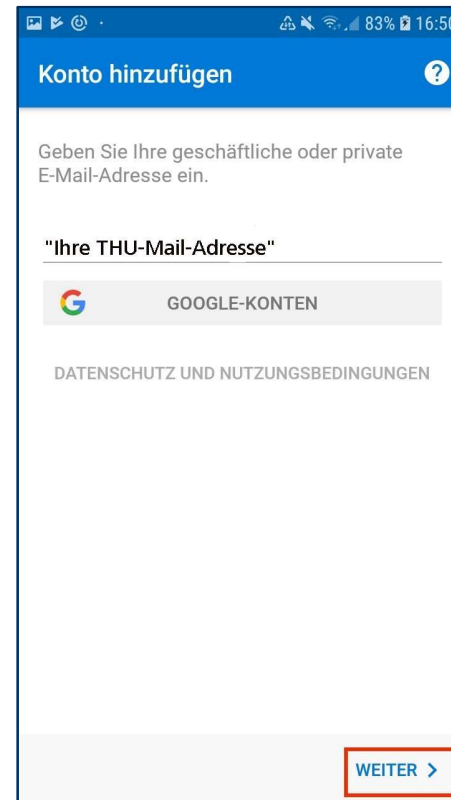 83% 16:50
Konto hinzufügen ?
Geben Sie Ihre geschäftliche oder private
E-Mail-Adresse ein.
"Ihre THU-Mail-Adresse"
G GOOGLE-KONTEN
DATENSCHUTZ UND NUTZUNGSBEDINGUNGEN
WEITER >